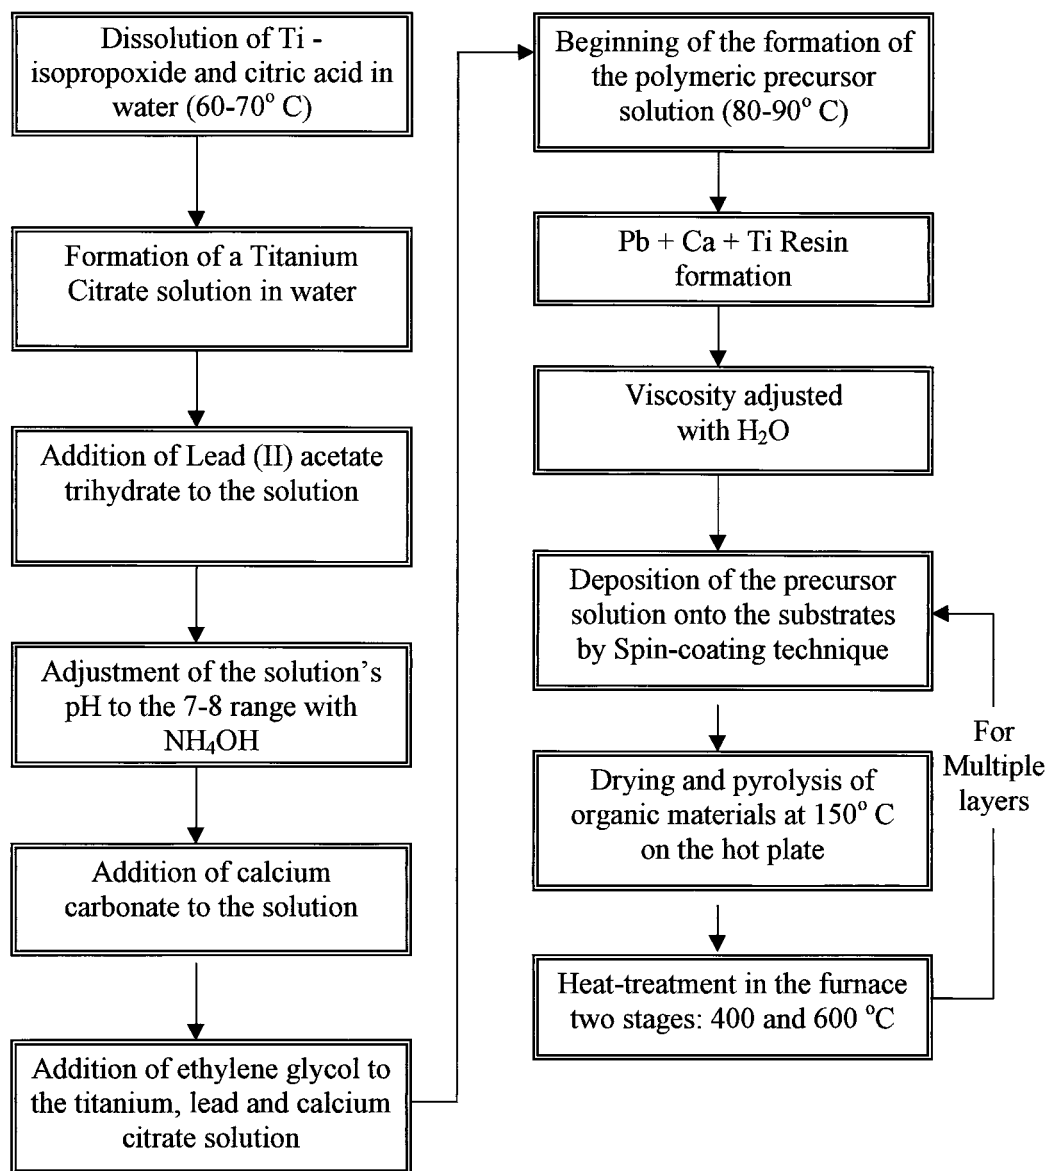 Dissolution of Ti -
isopropoxide and citric acid in
water (60-70° C)
Formation of a Titanium
Citrate solution in water
Addition of Lead (II) acetate
trihydrate to the solution
Adjustment of the solution's
pH to the 7-8 range with
NH₄OH
Addition of calcium
carbonate to the solution
Addition of ethylene glycol to
the titanium, lead and calcium
citrate solution
Beginning of the formation of
the polymeric precursor
solution (80-90° C)
Pb + Ca + Ti Resin
formation
Viscosity adjusted
with H₂O
Deposition of the precursor
solution onto the substrates
by Spin-coating technique
Drying and pyrolysis of
organic materials at 150° C
on the hot plate
Heat-treatment in the furnace
two stages: 400 and 600 °C
For
Multiple
layers